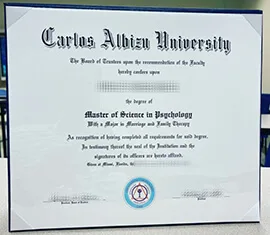 Carlos Albizu University
The Board of Trustees upon the recommendation of the Faculty
hereby confers upon
the degree of
Master of Science in Psychology
With a Major in Marriage and Family Therapy
In recognition of having completed all requirements for said degree.
In testimony thereof the seal of the Institution and the
signatures of its officers are hereto affixed.
Given at Miami, Florida,